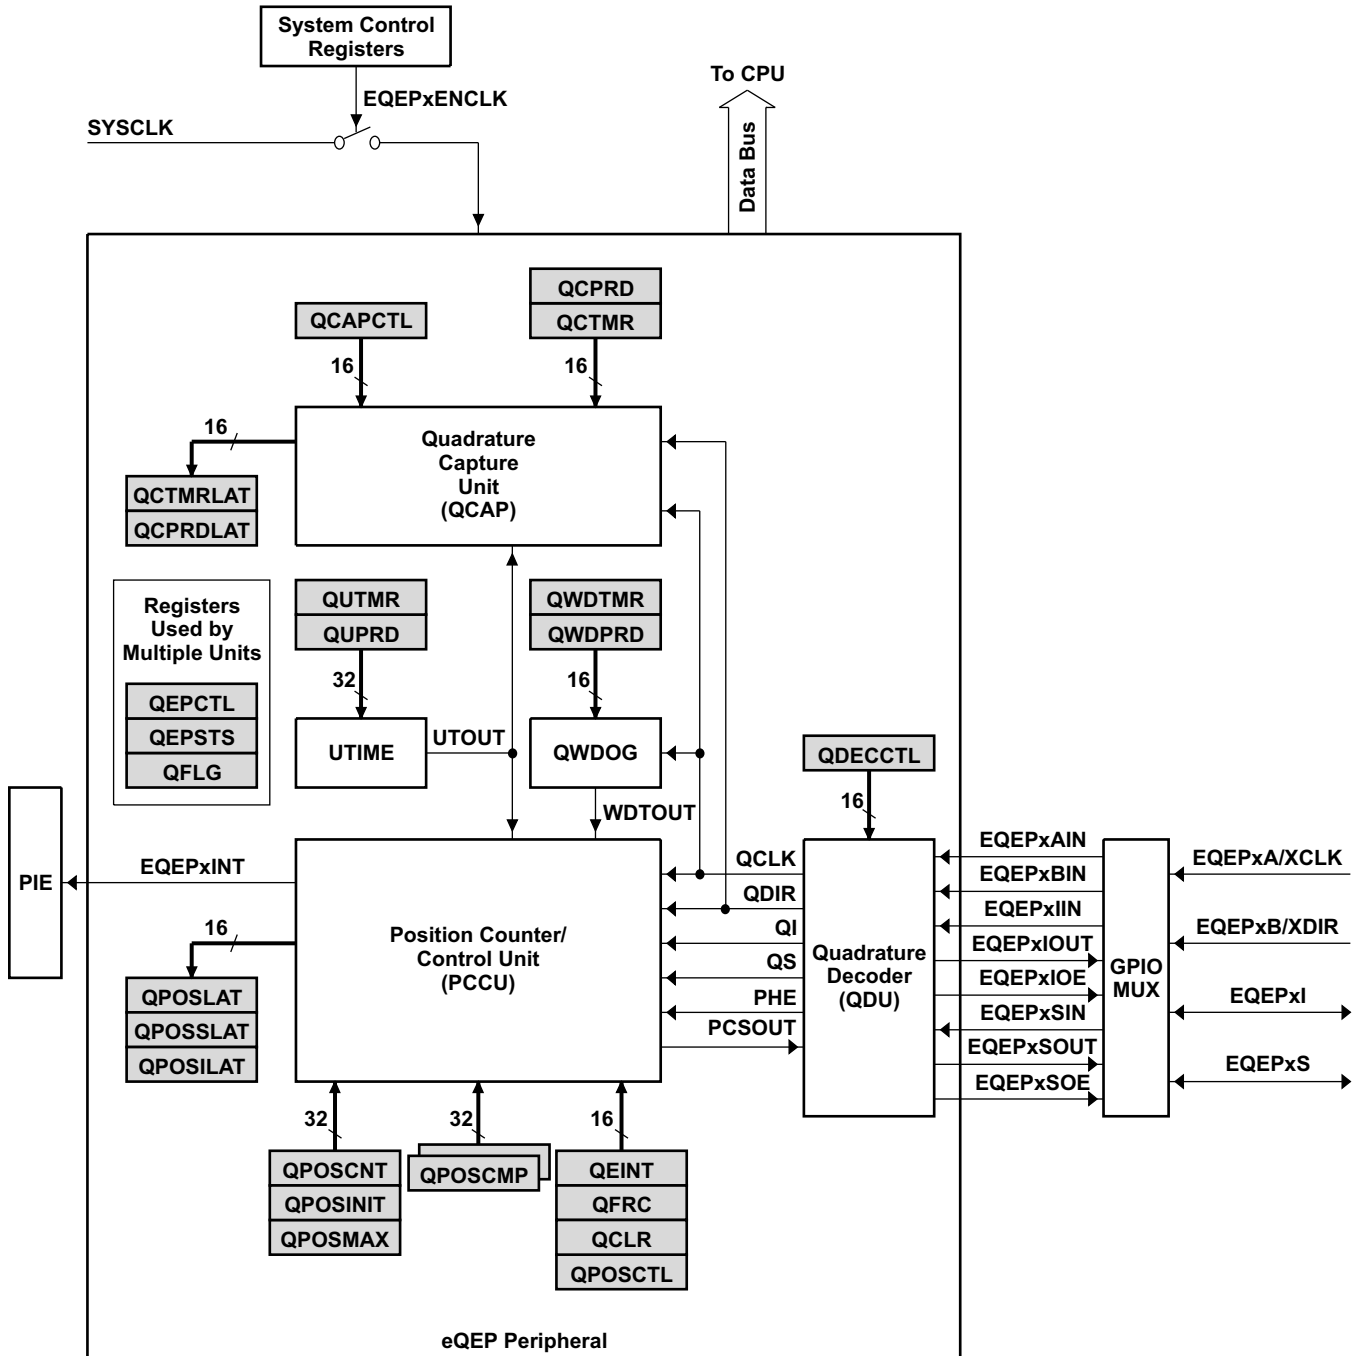 System Control
Registers
To CPU
EQEPxENCLK
SYSCLK
Data Bus
QCPRD
QCAPCTL
QCTMR
16
16
16
Quadrature
Capture
Unit
(QCAP)
QCTMRLAT
QCPRDLAT
Registers
Used by
Multiple Units
QEPCTL
QEPSTS
QFLG
QUTMR
QUPRD
QWDTMR
QWDPRD
32
16
UTIME
UTOUT
QWDOG
QDECCTL
WDTOUT
16
PIE
EQEPxINT
16
QPOSLAT
QPOSSLAT
QPOSILAT
Position Counter/
Control Unit
(PCCU)
QCLK
QDIR
QI
QS
PHE
PCSOUT
Quadrature
Decoder
(QDU)
EQEPxAIN
EQEPxBIN
EQEPxIIN
EQEPxIOUT
EQEPxIOE
EQEPxSIN
EQEPxSOUT
EQEPxSOE
GPIO
MUX
EQEPxA/XCLK
EQEPxB/XDIR
EQEPxI
EQEPxS
32
32
16
QPOSCNT
QPOSINIT
QPOSMAX
QPOSCMP
QEINT
QFRC
QCLR
QPOSCTL
eQEP Peripheral